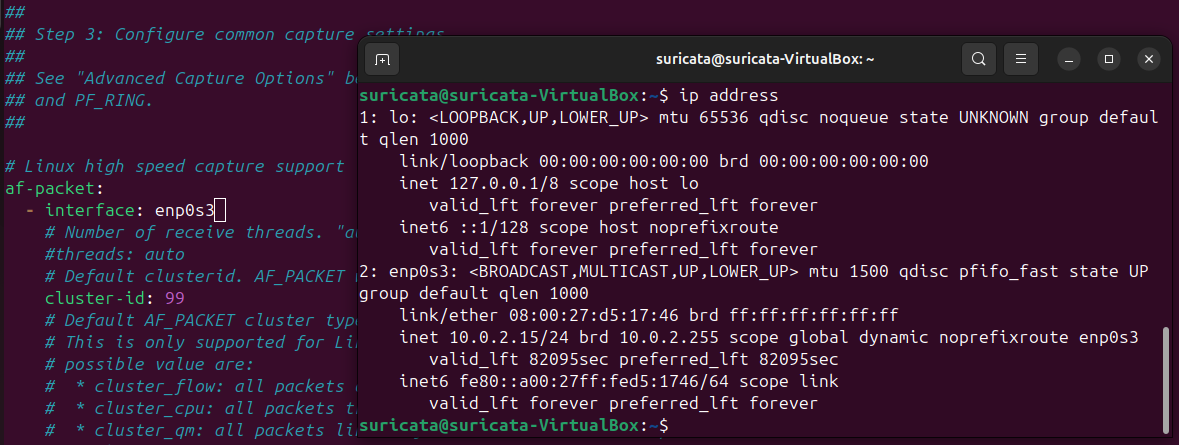 ##
## Step 3: Configure common capture settings
##
## See "Advanced Capture Options" be
## and PF_RING.
##
# Linux high speed capture support
af-packet:
  - interface: enp0s3
    # Number of receive threads. "au
    #threads: auto
    # Default clusterid. AF_PACKET
    cluster-id: 99
    # Default AF_PACKET cluster type
    # This is only supported for Lin
    # possible value are:
    #  * cluster_flow: all packets
    #  * cluster_cpu: all packets t
    #  * cluster_qm: all packets li
suricata@suricata-VirtualBox: ~
suricata@suricata-VirtualBox:~$ ip address
1: lo: <LOOPBACK,UP,LOWER_UP> mtu 65536 qdisc noqueue state UNKNOWN group defaul
t qlen 1000
    link/loopback 00:00:00:00:00:00 brd 00:00:00:00:00:00
    inet 127.0.0.1/8 scope host lo
       valid_lft forever preferred_lft forever
    inet6 ::1/128 scope host noprefixroute
       valid_lft forever preferred_lft forever
2: enp0s3: <BROADCAST,MULTICAST,UP,LOWER_UP> mtu 1500 qdisc pfifo_fast state UP
group default qlen 1000
    link/ether 08:00:27:d5:17:46 brd ff:ff:ff:ff:ff:ff
    inet 10.0.2.15/24 brd 10.0.2.255 scope global dynamic noprefixroute enp0s3
       valid_lft 82095sec preferred_lft 82095sec
    inet6 fe80::a00:27ff:fed5:1746/64 scope link
       valid_lft forever preferred_lft forever
suricata@suricata-VirtualBox:~$